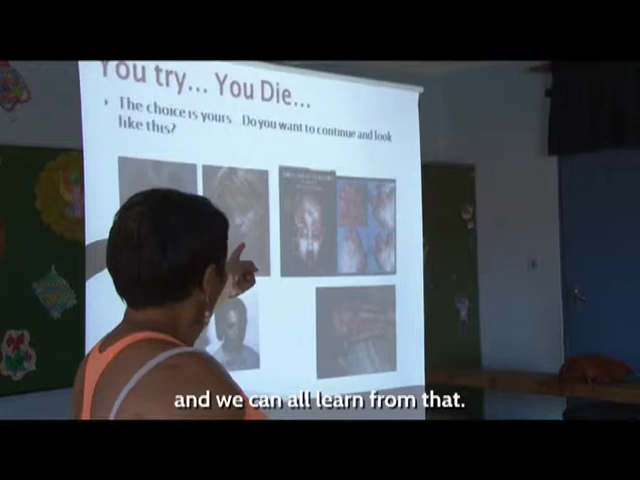 You try... You Die...
The choice is yours Do you want to continue and look
like this?
and we can all learn from that.